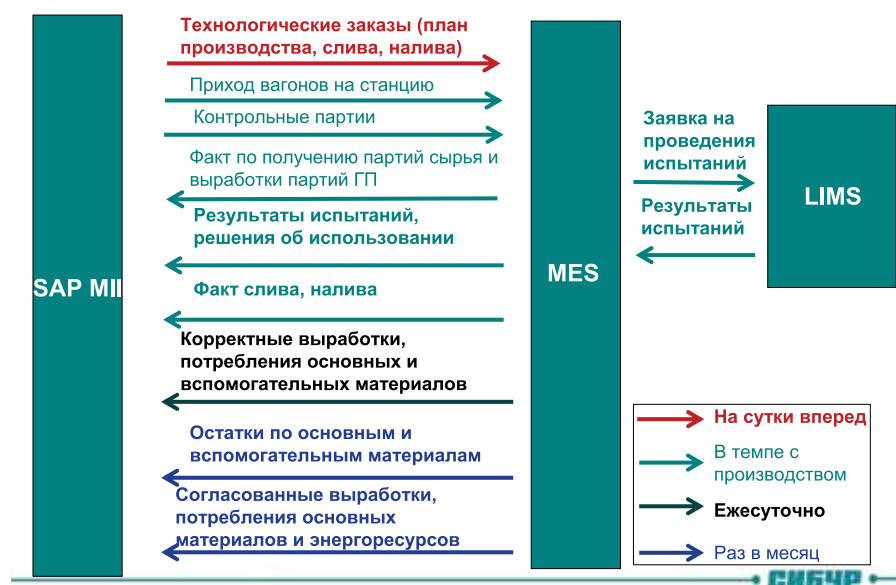 Технологические заказы (план
производства, слива, налива)
Приход вагонов на станцию
Контрольные партии
Факт по получению партий сырья и
выработки партий ГП
Результаты испытаний,
решения об использовании
Факт слива, налива
Корректные выработки,
потребления основных и
вспомогательных материалов
Остатки по основным и
вспомогательным материалам
Согласованные выработки,
потребления основных
материалов и энергоресурсов
SAP MII
MES
Заявка на
проведения
испытаний
Результаты
испытаний
LIMS
На сутки вперед
В темпе с
производством
Ежесуточно
Раз в месяц
СИБУР